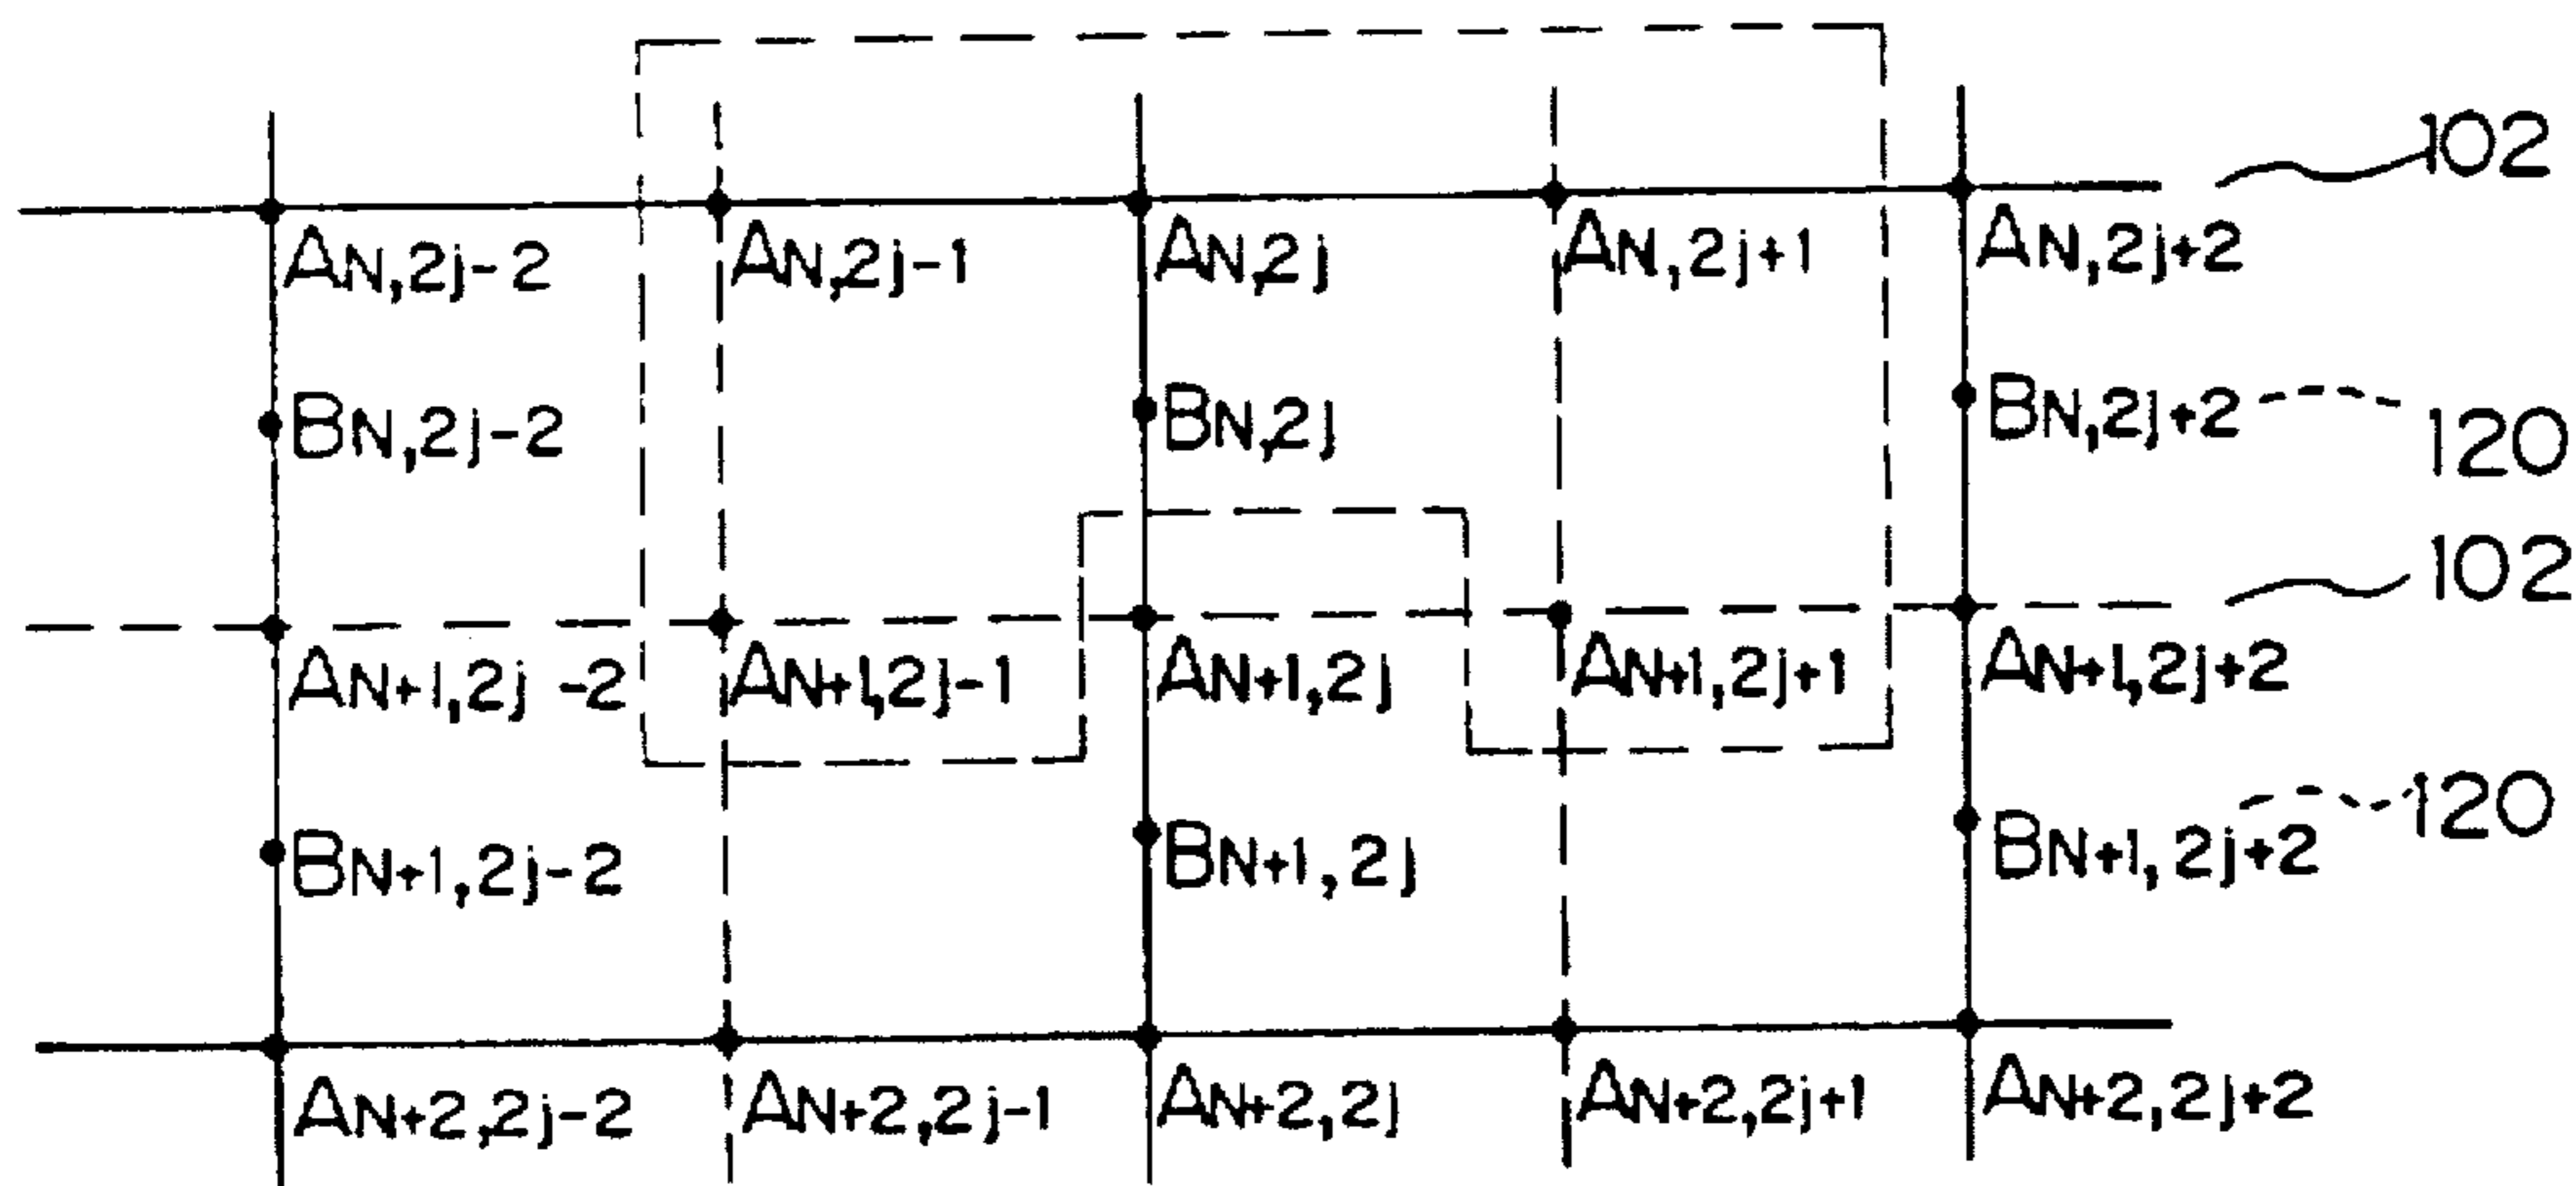 102
AN,2j-2 AN,2j-1 AN,2j AN,2j+1 AN,2j+2
BN,2j-2 BN,2j BN,2j+2 120
102
AN+1,2j-2 AN+1,2j-1 AN+1,2j AN+1,2j+1 AN+1,2j+2
120
BN+1,2j-2 BN+1,2j BN+1,2j+2
AN+2,2j-2 AN+2,2j-1 AN+2,2j AN+2,2j+1 AN+2,2j+2